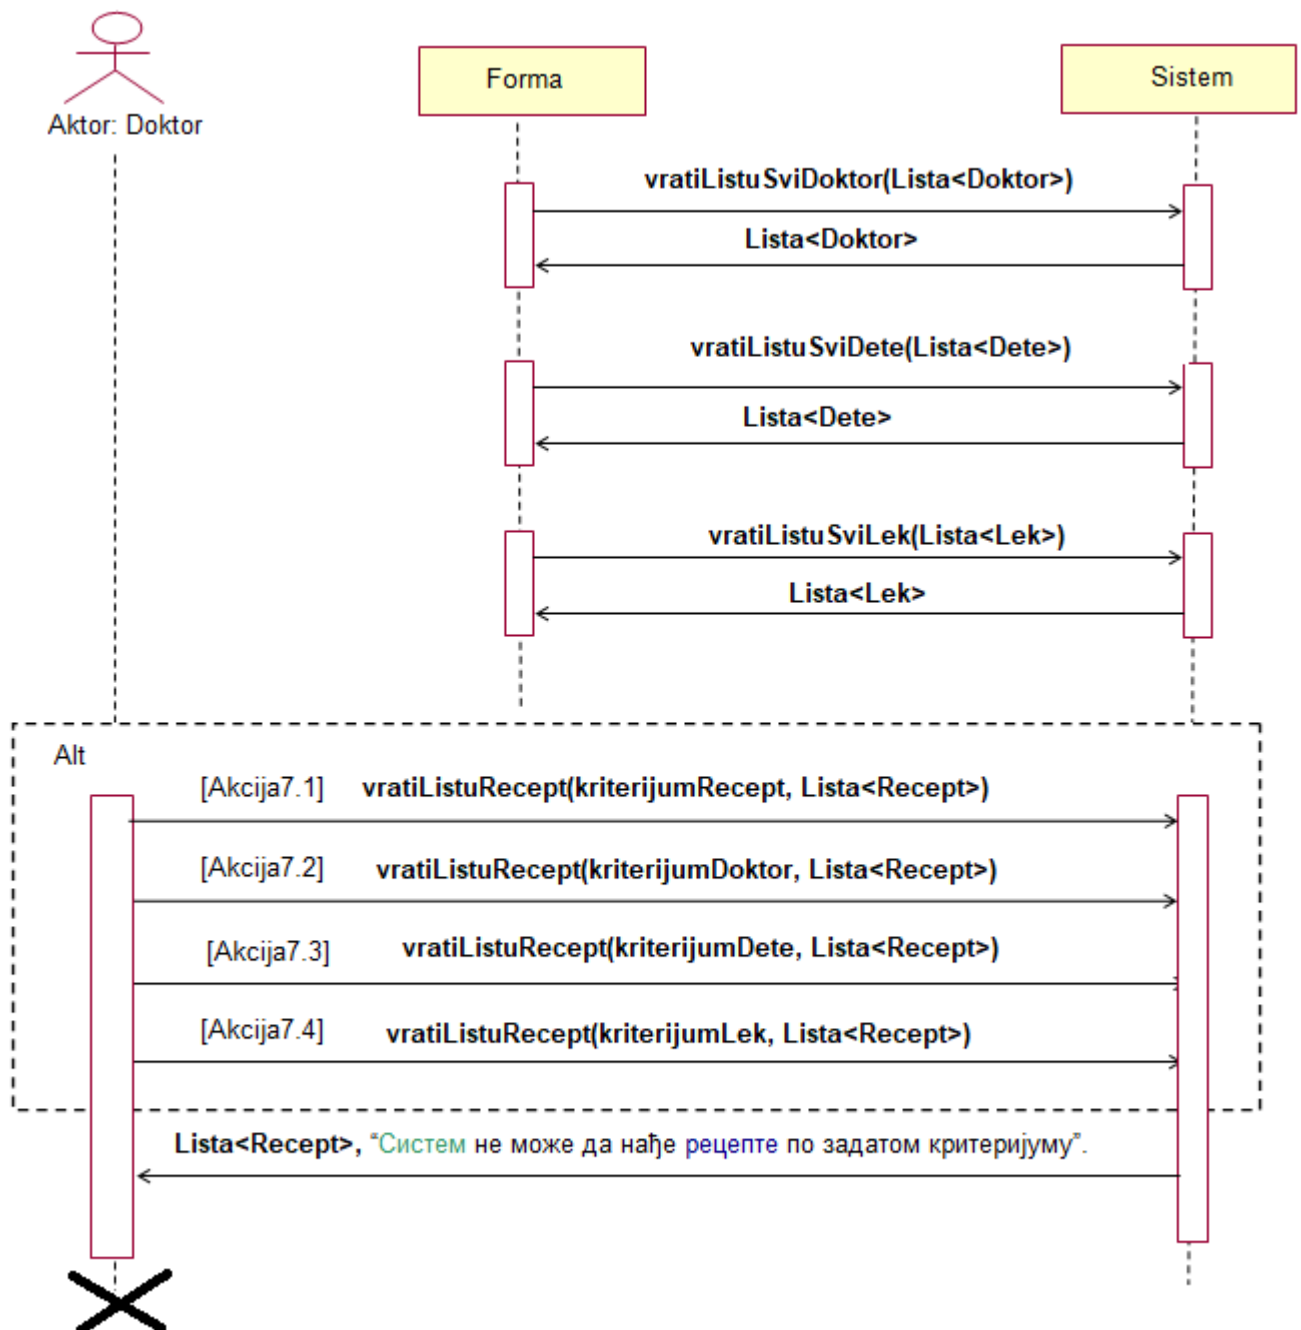 Aktor: Doktor
Forma
Sistem
vratiListuSviDoktor(Lista<Doktor>)
Lista<Doktor>
vratiListuSviDete(Lista<Dete>)
Lista<Dete>
vratiListuSviLek(Lista<Lek>)
Lista<Lek>
Alt
[Akcija7.1] vratiListuRecept(kriterijumRecept, Lista<Recept>)
[Akcija7.2] vratiListuRecept(kriterijumDoktor, Lista<Recept>)
[Akcija7.3] vratiListuRecept(kriterijumDete, Lista<Recept>)
[Akcija7.4] vratiListuRecept(kriterijumLek, Lista<Recept>)
Lista<Recept>, “Систем не може да нађе рецепте по задатом критеријуму”.